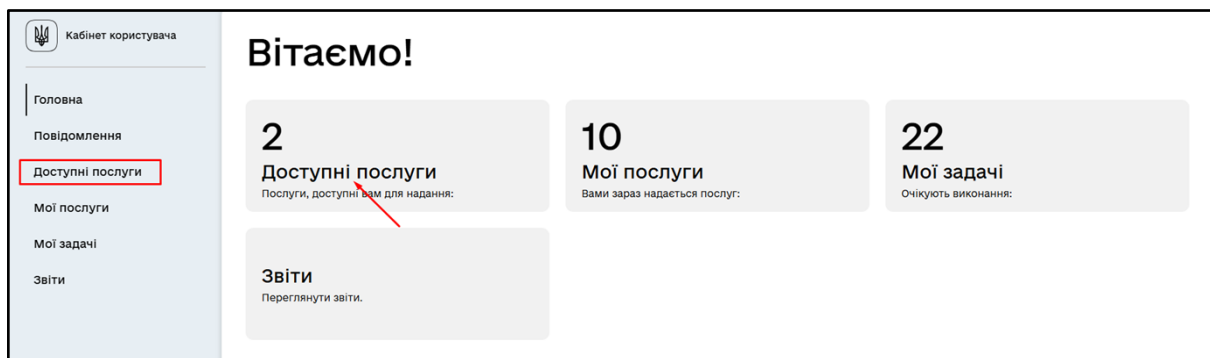 Кабінет користувача
Головна
Повідомлення
Доступні послуги
Мої послуги
Мої задачі
Звіти
Вітаємо!
2
Доступні послуги
Послуги, доступні вам для надання:
10
Мої послуги
Вами зараз надається послуг:
22
Мої задачі
Очікують виконання:
Звіти
Переглянути звіти.